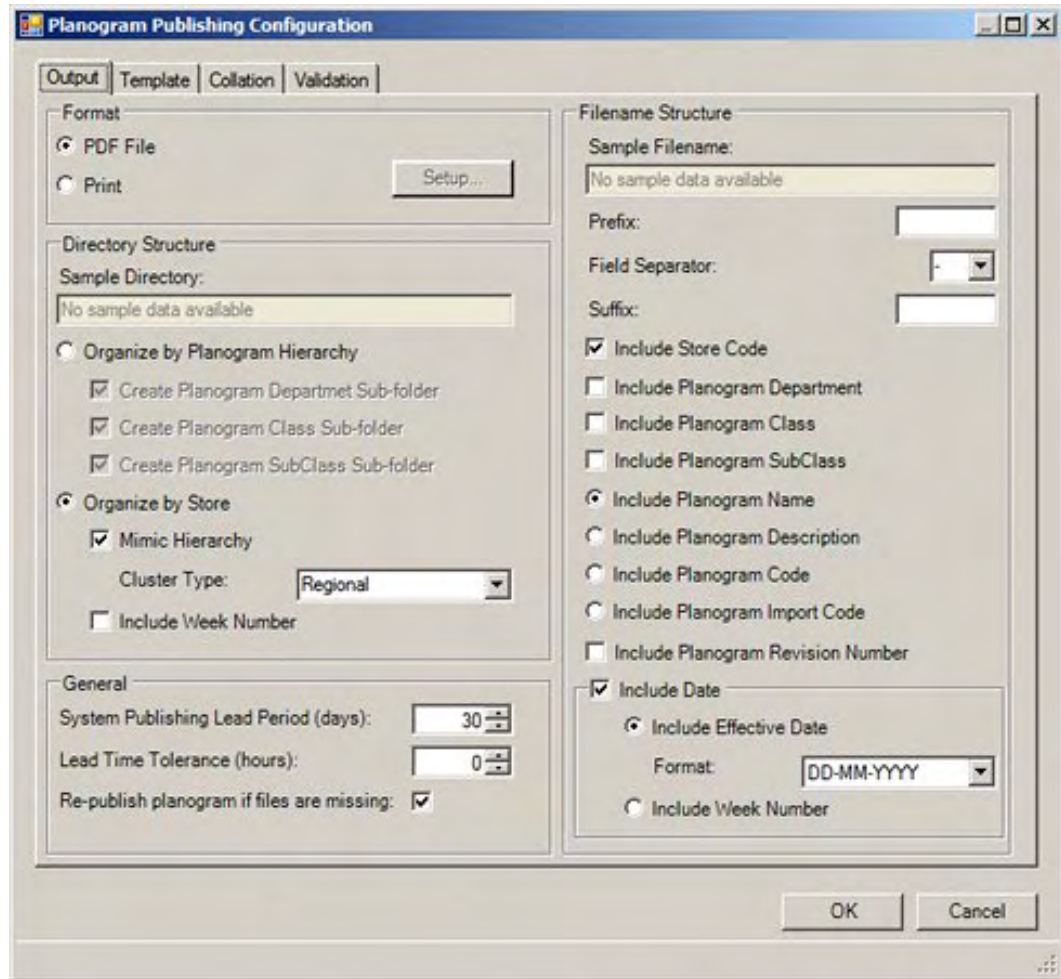 Planogram Publishing Configuration
Output Template Collation Validation
Format
PDF File
Print
Setup...
Directory Structure
Sample Directory:
No sample data available
Organize by Planogram Hierarchy
Create Planogram Departmet Sub-folder
Create Planogram Class Sub-folder
Create Planogram SubClass Sub-folder
Organize by Store
Mimic Hierarchy
Cluster Type: Regional
Include Week Number
General
System Publishing Lead Period (days): 30
Lead Time Tolerance (hours): 0
Re-publish planogram if files are missing:
Filename Structure
Sample Filename:
No sample data available
Prefix:
Field Separator: -
Suffix:
Include Store Code
Include Planogram Department
Include Planogram Class
Include Planogram SubClass
Include Planogram Name
Include Planogram Description
Include Planogram Code
Include Planogram Import Code
Include Planogram Revision Number
Include Date
Include Effective Date
Format: DD-MM-YYYY
Include Week Number
OK Cancel